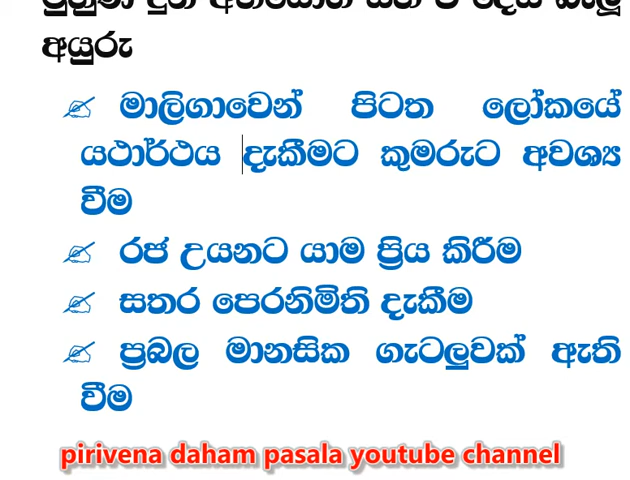 අයුරු
මාලිගාවෙන් පිටත ලෝකයේ
යථාර්ථය දැකීමට කුමරුට අවශ්‍ය
වීම
රජ උයනට යාම ප්‍රිය කිරීම
සතර පෙරනිමිති දැකීම
ප්‍රබල මානසික ගැටලුවක් ඇති
වීම
pirivena daham pasala youtube channel